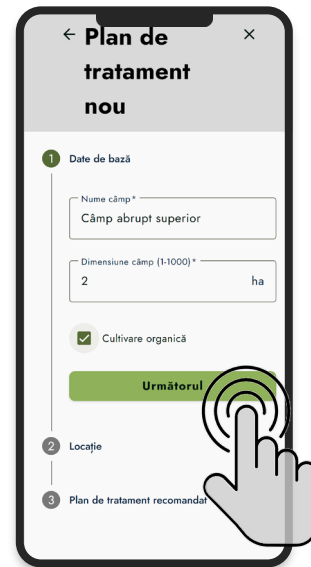 Plan de
tratament
nou
1 Date de bază
Nume câmp*
Câmp abrupt superior
Dimensiune câmp (1-1000)*
2 ha
Cultivare organică
Următorul
2 Locație
3 Plan de tratament recomandat